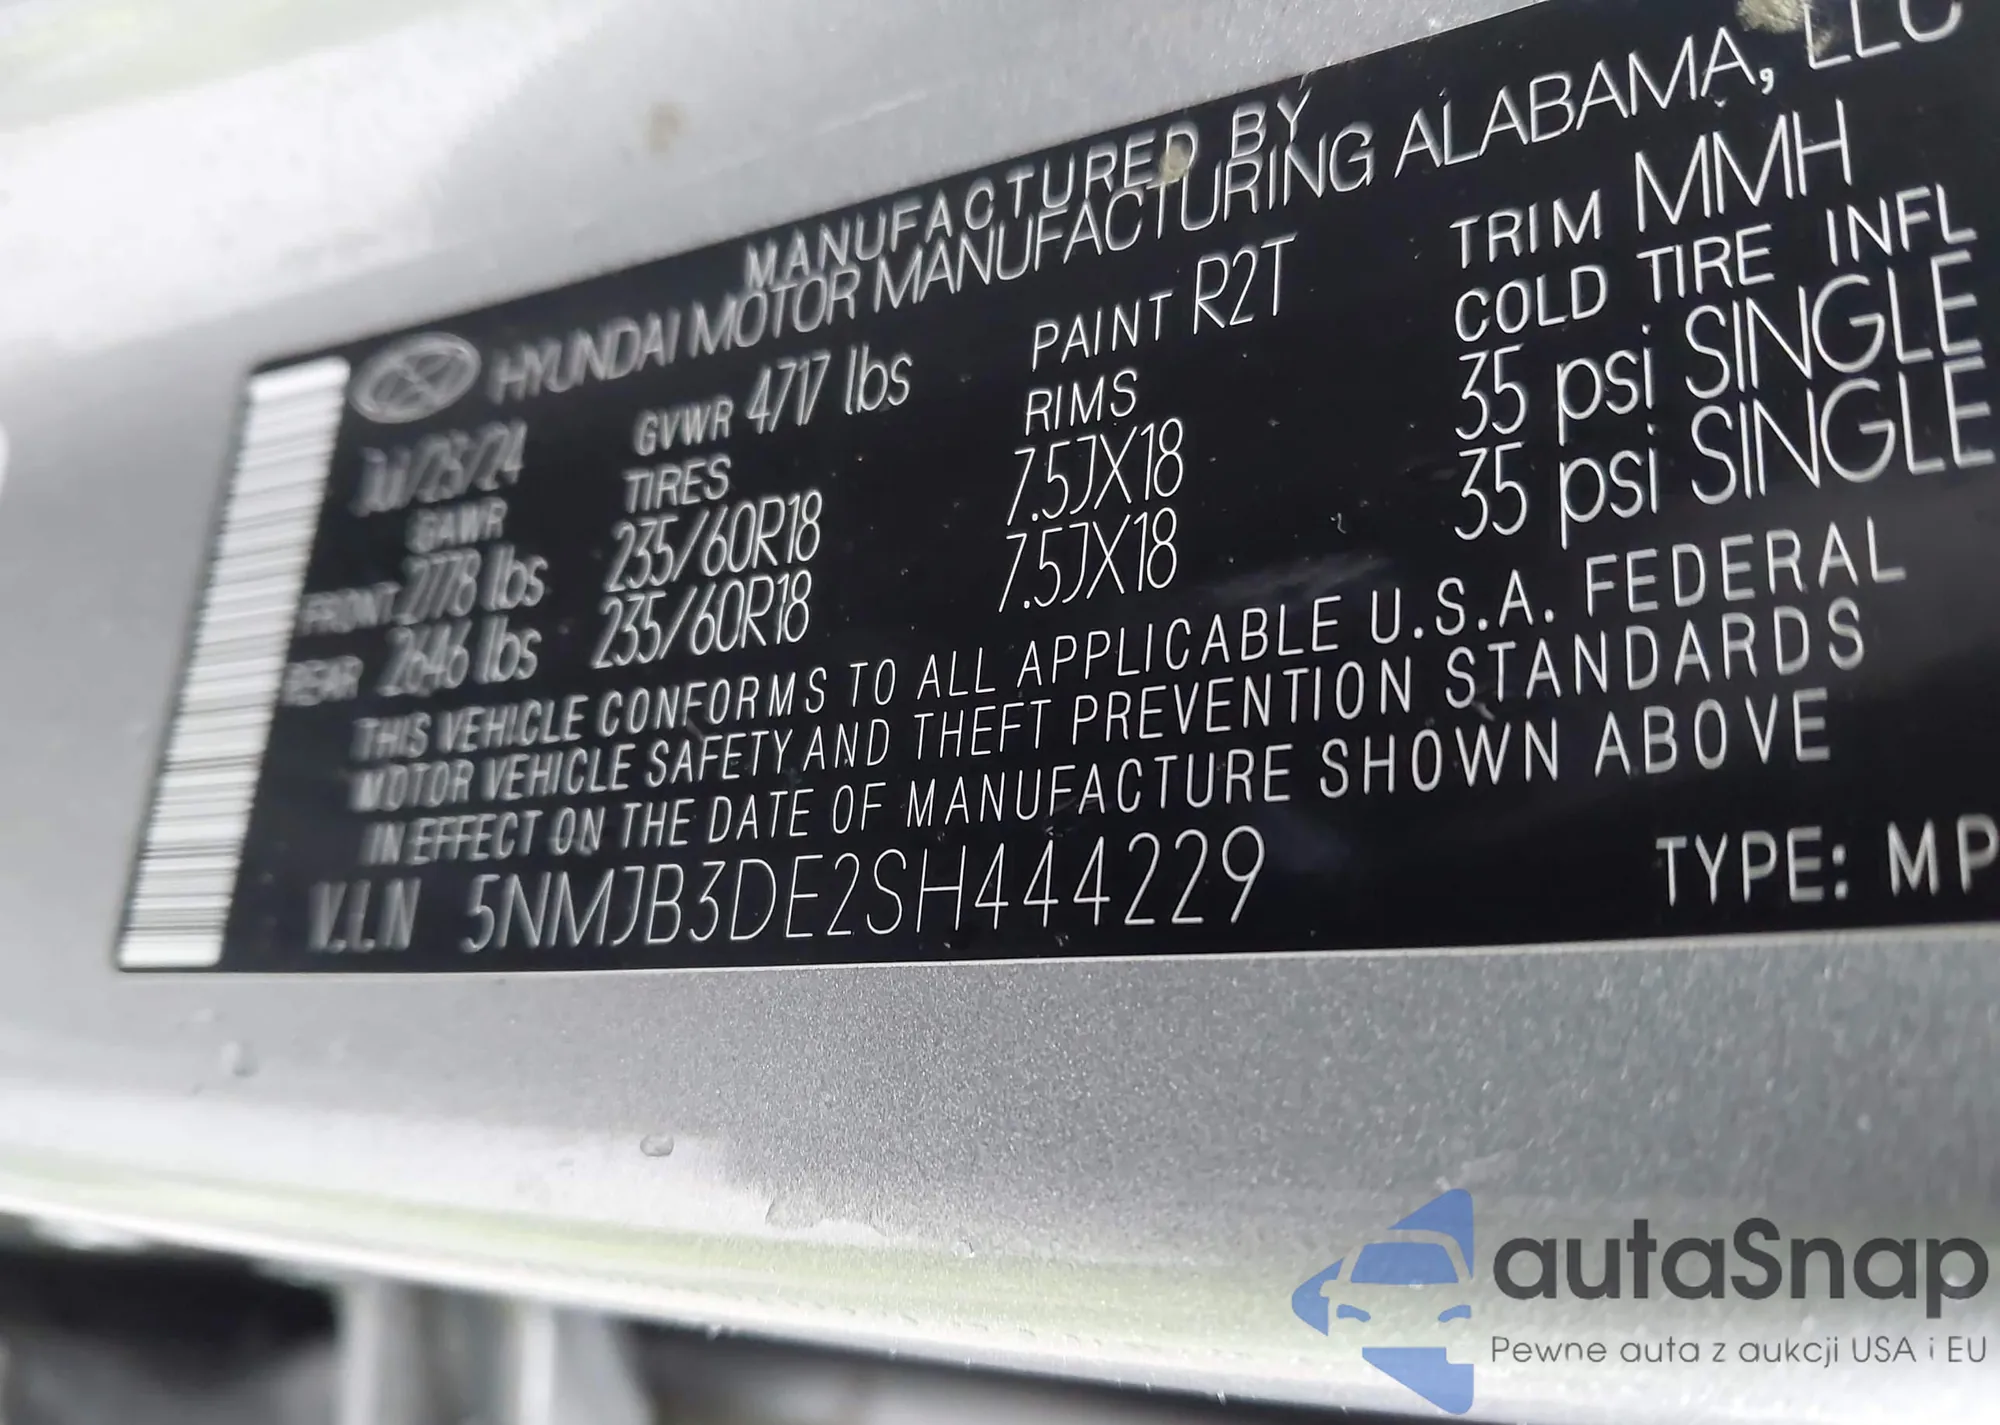 MANUFACTURED BY
HYUNDAI MOTOR MANUFACTURING ALABAMA, LLC
Jul/23/24 GVWR 4717 lbs PAINT R2T TRIM MMH
GAWR TIRES RIMS COLD TIRE INFL
FRONT 2778 lbs 235/60R18 7.5JX18 35 psi SINGLE
REAR 2646 lbs 235/60R18 7.5JX18 35 psi SINGLE
THIS VEHICLE CONFORMS TO ALL APPLICABLE U.S.A. FEDERAL
MOTOR VEHICLE SAFETY AND THEFT PREVENTION STANDARDS
IN EFFECT ON THE DATE OF MANUFACTURE SHOWN ABOVE
V.I.N 5NMJB3DE2SH444229 TYPE: MP
autaSnap
Pewne auta z aukcji USA i EU